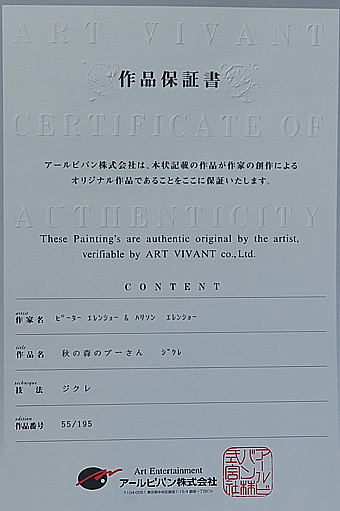 ART VIVANT
作品保証書
CERTIFICATE OF
アールビバン株式会社は、本状記載の作品が作家の創作による
オリジナル作品であることをここに保証いたします。
AUTHENTICITY
These Painting's are authentic original by the artist,
verifiable by ART VIVANT co., Ltd.
CONTENT
artist
作家名 ﾋﾟｰﾀｰ ｴﾚﾝｼｮｰ & ﾊﾘｿﾝ ｴﾚﾝｼｮｰ
title
作品名 秋の森のプーさん ｼﾞｸﾚ
technique
技法 ジクレ
edition
作品番号 55/195
Art Entertainment
アールビバン株式会社